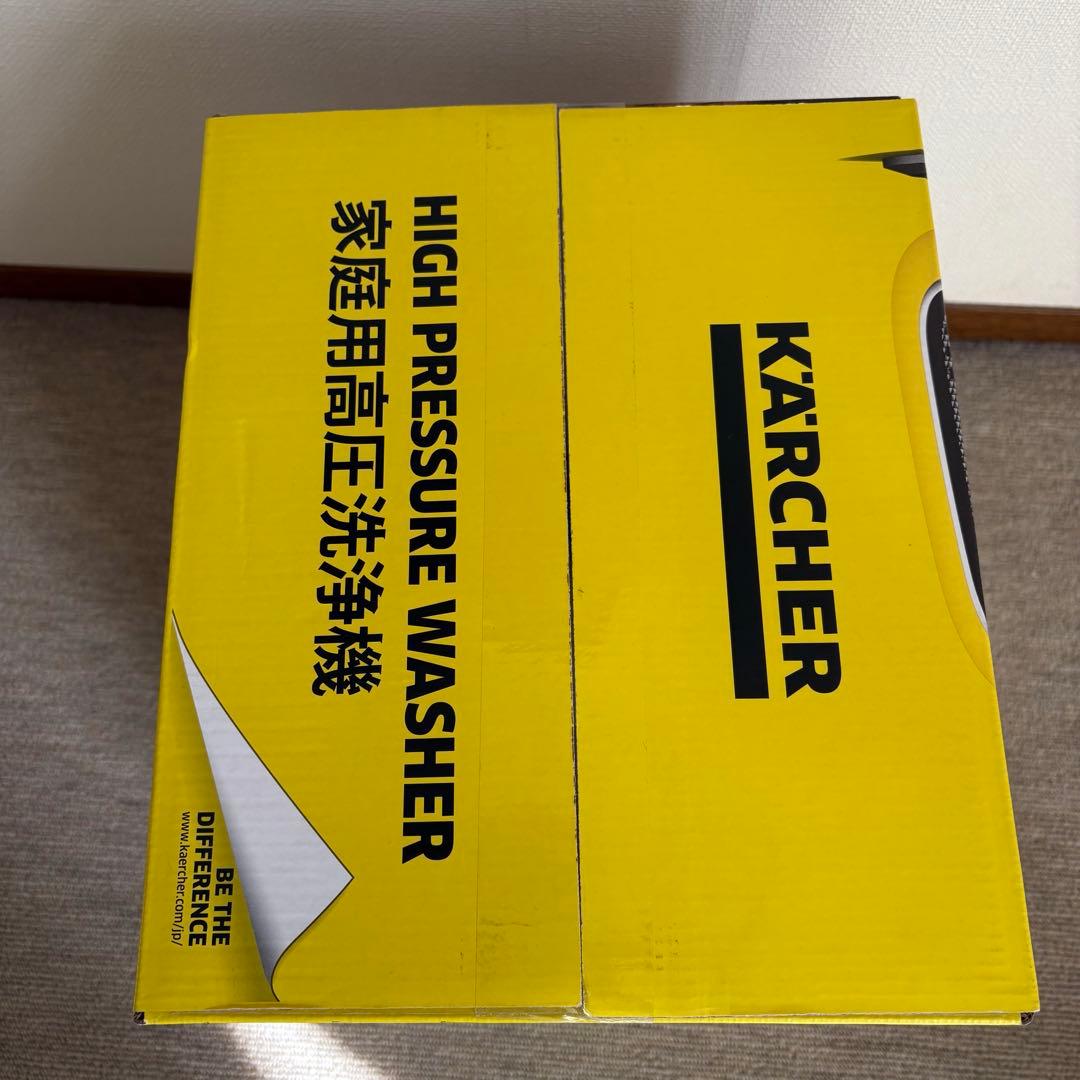 KÄRCHER
HIGH PRESSURE WASHER
家庭用高圧洗浄機
BE THE
DIFFERENCE
www.kaercher.com/jp/